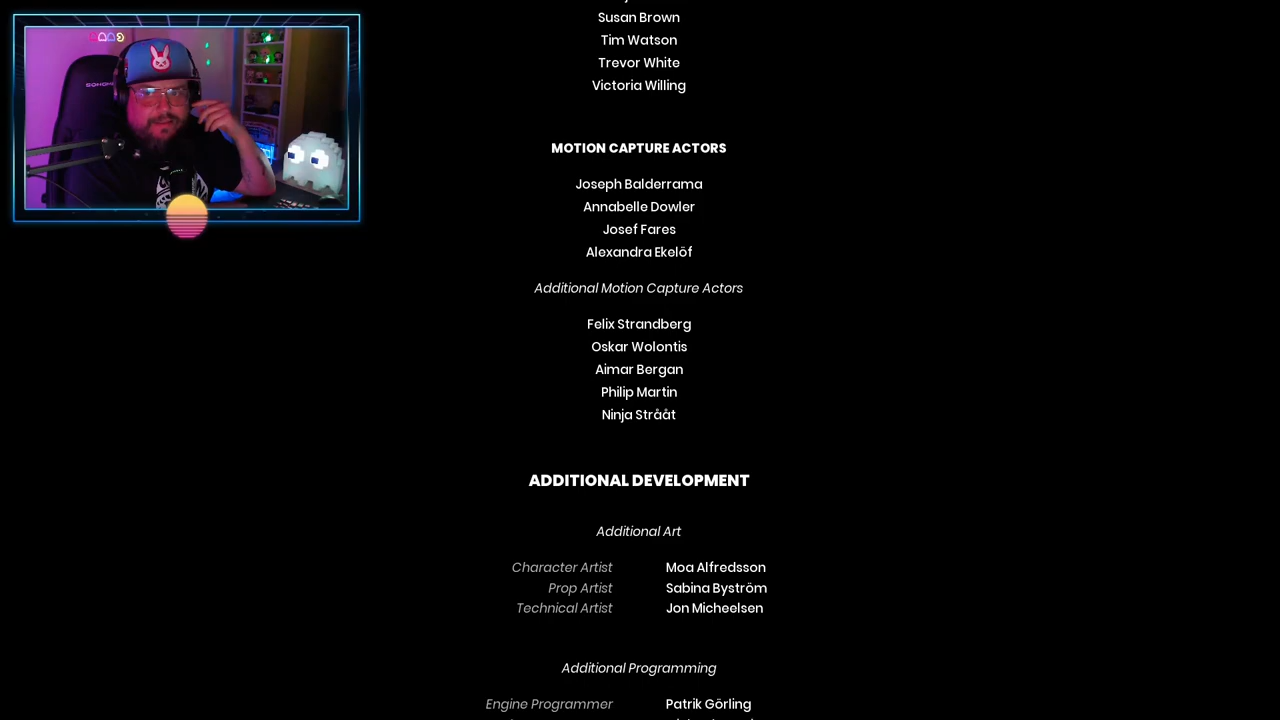 Susan Brown
Tim Watson
Trevor White
Victoria Willing
MOTION CAPTURE ACTORS
Joseph Balderrama
Annabelle Dowler
Josef Fares
Alexandra Ekelöf
Additional Motion Capture Actors
Felix Strandberg
Oskar Wolontis
Aimar Bergan
Philip Martin
Ninja Strååt
ADDITIONAL DEVELOPMENT
Additional Art
Character Artist Moa Alfredsson
Prop Artist Sabina Byström
Technical Artist Jon Micheelsen
Additional Programming
Engine Programmer Patrik Görling